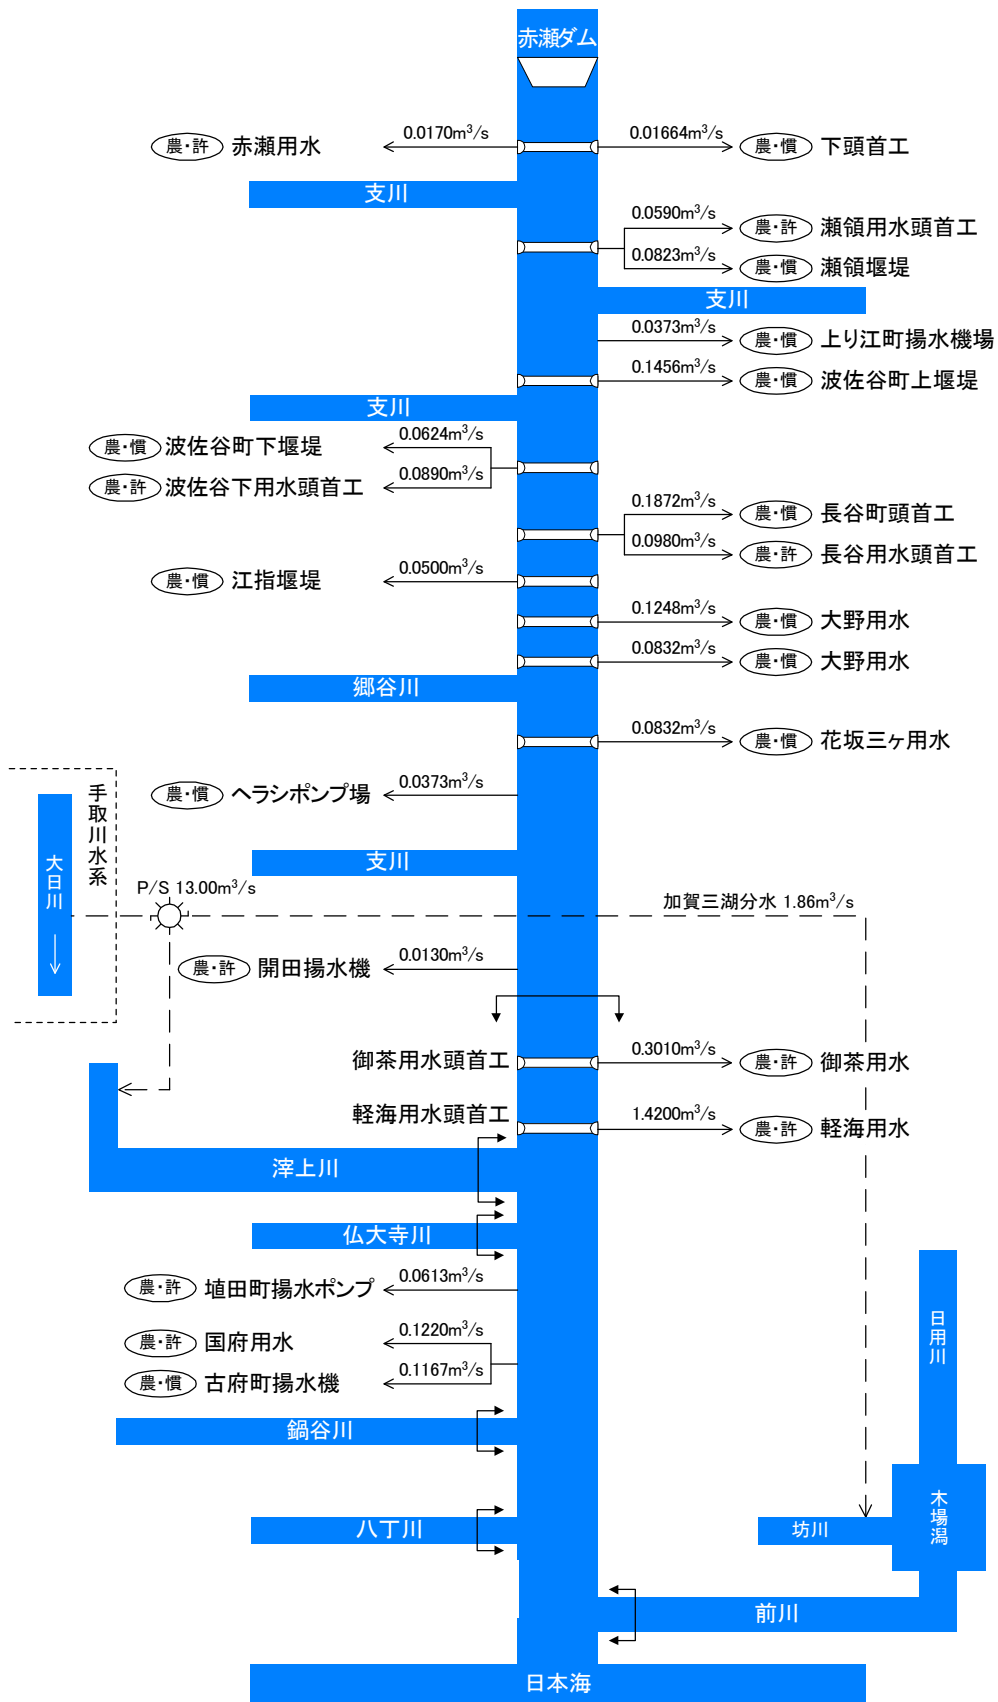 赤瀬ダム
農・許 赤瀬用水 0.0170m³/s
0.01664m³/s 農・慣 下頭首工
支川
0.0590m³/s 農・許 瀬領用水頭首工
0.0823m³/s 農・慣 瀬領堰堤
支川
0.0373m³/s 農・慣 上り江町揚水機場
0.1456m³/s 農・慣 波佐谷町上堰堤
支川
農・慣 波佐谷町下堰堤 0.0624m³/s
農・許 波佐谷下用水頭首工 0.0890m³/s
0.1872m³/s 農・慣 長谷町頭首工
0.0980m³/s 農・許 長谷用水頭首工
農・慣 江指堰堤 0.0500m³/s
0.1248m³/s 農・慣 大野用水
0.0832m³/s 農・慣 大野用水
郷谷川
0.0832m³/s 農・慣 花坂三ヶ用水
農・慣 ヘラシポンプ場 0.0373m³/s
手取川水系
大日川
支川
P/S 13.00m³/s
加賀三湖分水 1.86m³/s
農・許 開田揚水機 0.0130m³/s
御茶用水頭首工 0.3010m³/s 農・許 御茶用水
軽海用水頭首工 1.4200m³/s 農・許 軽海用水
滓上川
仏大寺川
農・許 埴田町揚水ポンプ 0.0613m³/s
農・許 国府用水 0.1220m³/s
農・慣 古府町揚水機 0.1167m³/s
日用川
鍋谷川
木場潟
八丁川
坊川
前川
日本海